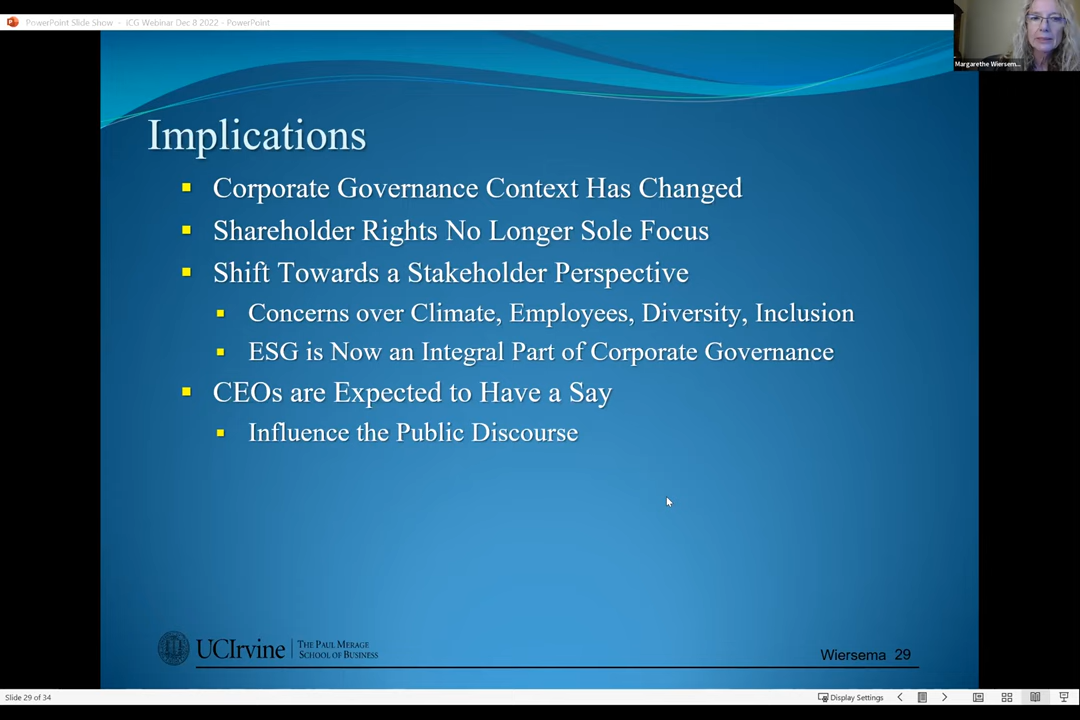 PowerPoint Slide Show - ICG Webinar Dec 8 2022 - PowerPoint
Margarethe Wiersem...
Implications
Corporate Governance Context Has Changed
Shareholder Rights No Longer Sole Focus
Shift Towards a Stakeholder Perspective
Concerns over Climate, Employees, Diversity, Inclusion
ESG is Now an Integral Part of Corporate Governance
CEOs are Expected to Have a Say
Influence the Public Discourse
UCIrvine
The Paul Merage
School of Business
Wiersema 29
Slide 29 of 34
Display Settings